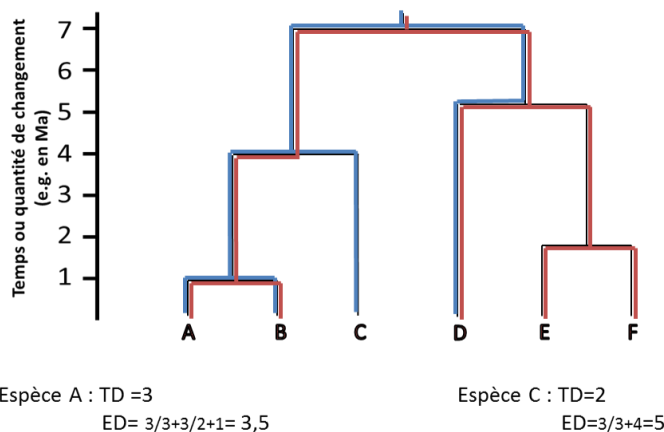 Temps ou quantité de changement
(e.g. en Ma)
7
6
5
4
3
2
1
A B C D E F
Espèce A : TD =3
ED= 3/3+3/2+1= 3,5
Espèce C : TD=2
ED=3/3+4=5